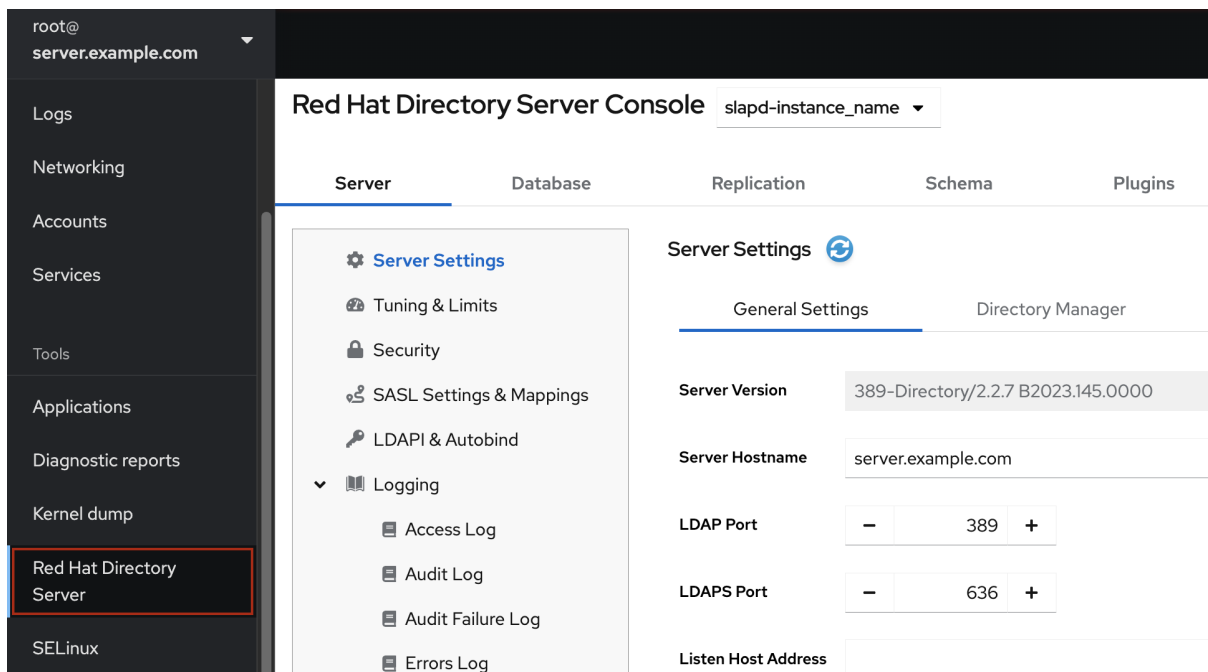 root@
server.example.com
Logs
Networking
Accounts
Services
Tools
Applications
Diagnostic reports
Kernel dump
Red Hat Directory
Server
SELinux
Red Hat Directory Server Console slapd-instance_name
Server Database Replication Schema Plugins
Server Settings
Tuning & Limits
Security
SASL Settings & Mappings
LDAPI & Autobind
Logging
Access Log
Audit Log
Audit Failure Log
Errors Log
Server Settings
General Settings Directory Manager
Server Version 389-Directory/2.2.7 B2023.145.0000
Server Hostname server.example.com
LDAP Port − 389 +
LDAPS Port − 636 +
Listen Host Address